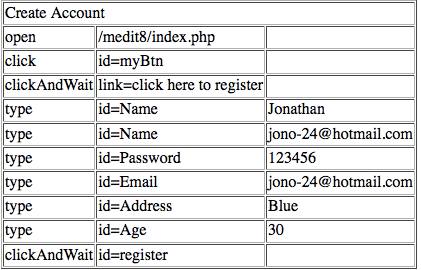 Create Account
open /medit8/index.php
click id=myBtn
clickAndWait link=click here to register
type id=Name Jonathan
type id=Name jono-24@hotmail.com
type id=Password 123456
type id=Email jono-24@hotmail.com
type id=Address Blue
type id=Age 30
clickAndWait id=register